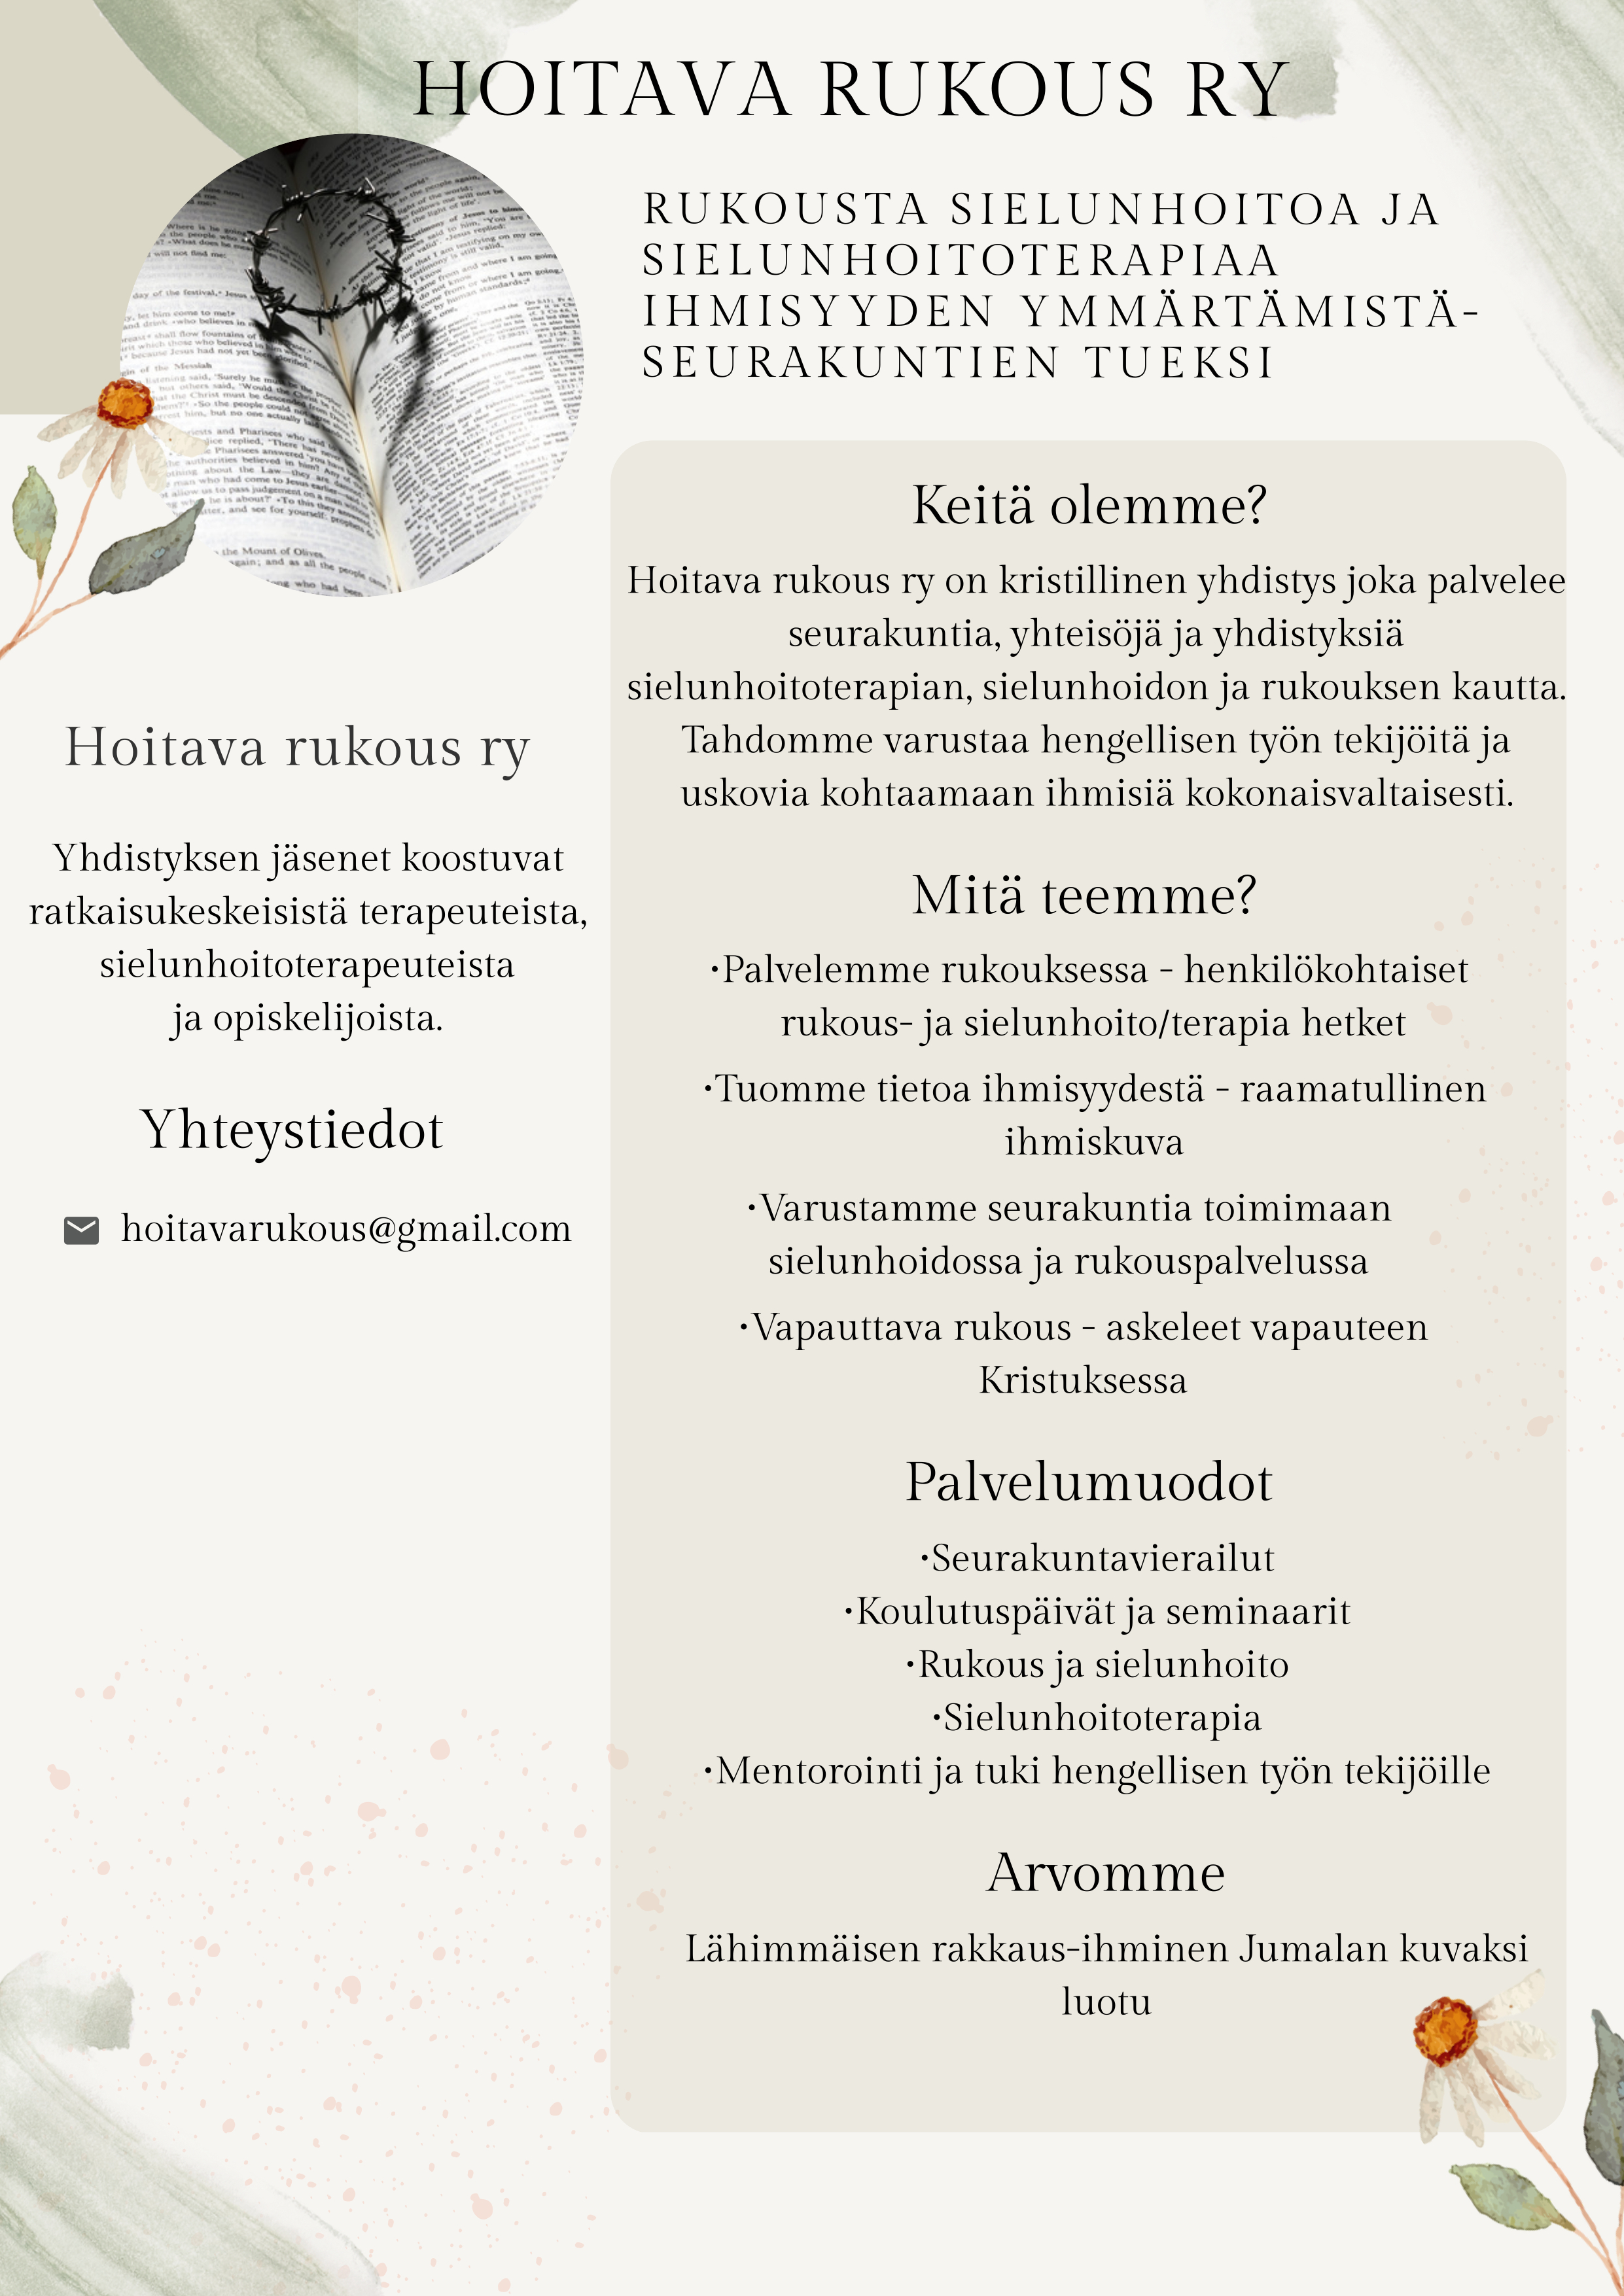 HOITAVA RUKOUS RY
RUKOUSTA SIELUNHOITOA JA
SIELUNHOITOTERAPIAA
IHMISYYDEN YMMÄRTÄMISTÄ-
SEURAKUNTIEN TUEKSI
Hoitava rukous ry
Yhdistyksen jäsenet koostuvat
ratkaisukeskeisistä terapeuteista,
sielunhoitoterapeuteista
ja opiskelijoista.
Yhteystiedot
hoitavarukous@gmail.com
Keitä olemme?
Hoitava rukous ry on kristillinen yhdistys joka palvelee
seurakuntia, yhteisöjä ja yhdistyksiä
sielunhoitoterapian, sielunhoidon ja rukouksen kautta.
Tahdomme varustaa hengellisen työn tekijöitä ja
uskovia kohtaamaan ihmisiä kokonaisvaltaisesti.
Mitä teemme?
•Palvelemme rukouksessa - henkilökohtaiset
rukous- ja sielunhoito/terapia hetket
•Tuomme tietoa ihmisyydestä - raamatullinen
ihmiskuva
•Varustamme seurakuntia toimimaan
sielunhoidossa ja rukouspalvelussa
•Vapauttava rukous - askeleet vapauteen
Kristuksessa
Palvelumuodot
•Seurakuntavierailut
•Koulutuspäivät ja seminaarit
•Rukous ja sielunhoito
•Sielunhoitoterapia
•Mentorointi ja tuki hengellisen työn tekijöille
Arvomme
Lähimmäisen rakkaus-ihminen Jumalan kuvaksi
luotu